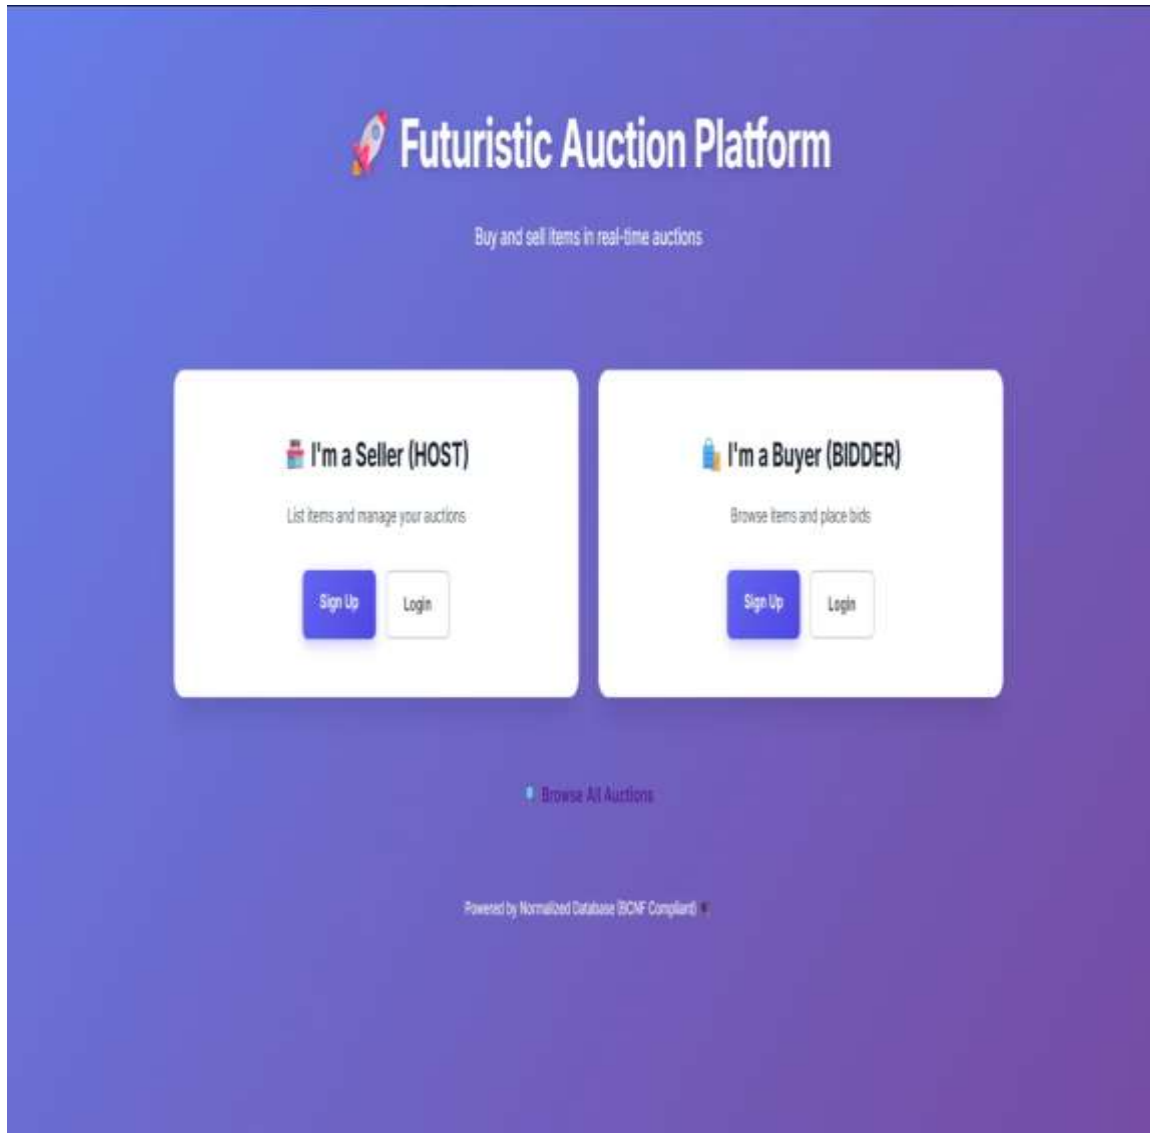 Futuristic Auction Platform
Buy and sell items in real-time auctions
I'm a Seller (HOST)
List items and manage your auctions
Sign Up
Login
I'm a Buyer (BIDDER)
Browse items and place bids
Sign Up
Login
Browse All Auctions
Powered by Normalized Database (BCNF Compliant)